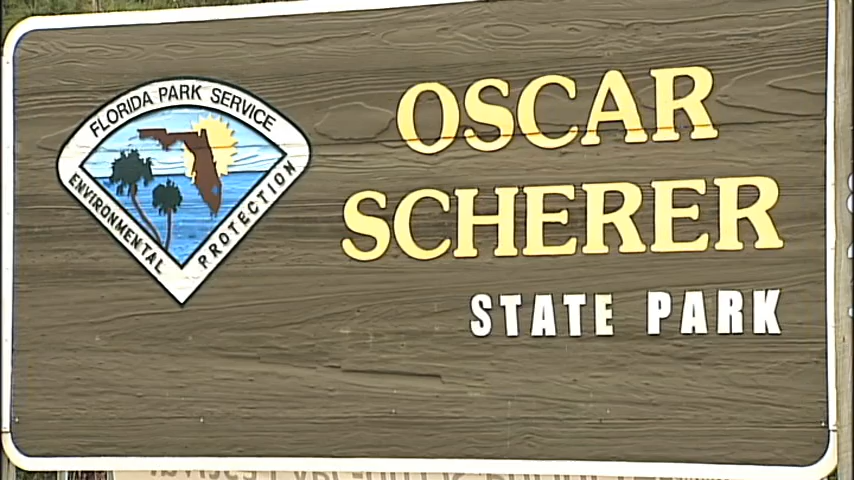 FLORIDA PARK SERVICE
ENVIRONMENTAL PROTECTION
OSCAR
SCHERER
STATE PARK